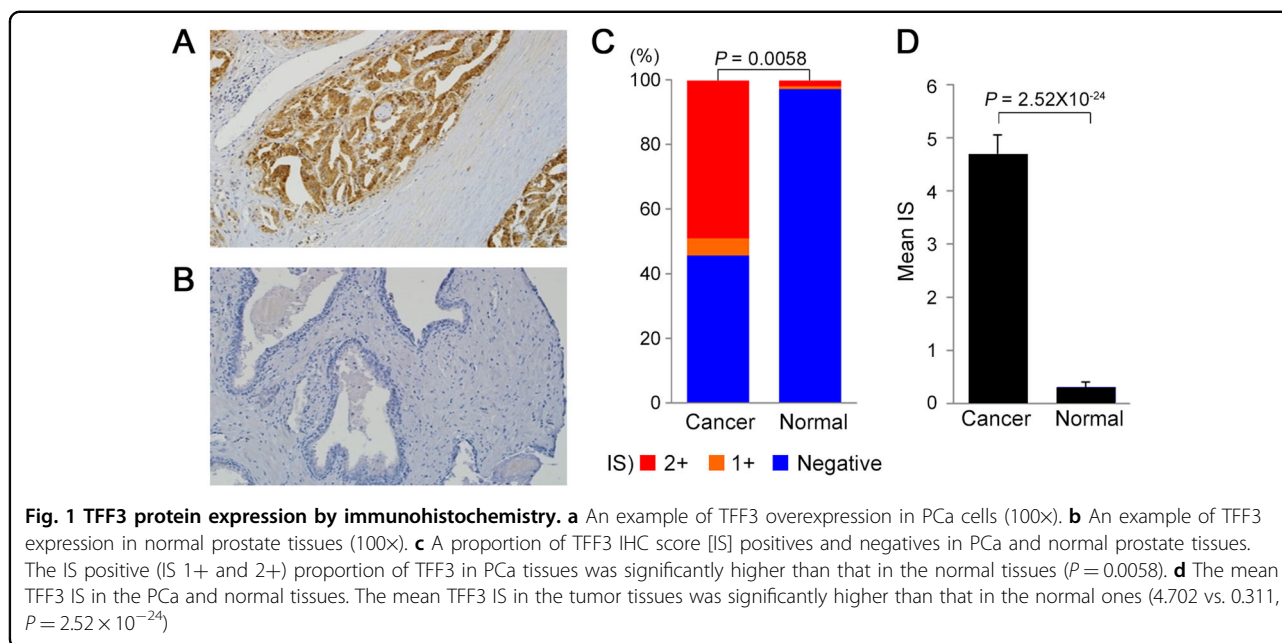 A
B
C
(%)
P = 0.0058
100
80
60
40
20
0
Cancer Normal
IS) 2+ 1+ Negative
D
P = 2.52X10-24
Mean IS
6
5
4
3
2
1
0
Cancer Normal
Fig. 1 TFF3 protein expression by immunohistochemistry. a An example of TFF3 overexpression in PCa cells (100×). b An example of TFF3
expression in normal prostate tissues (100×). c A proportion of TFF3 IHC score [IS] positives and negatives in PCa and normal prostate tissues.
The IS positive (IS 1+ and 2+) proportion of TFF3 in PCa tissues was significantly higher than that in the normal tissues (P = 0.0058). d The mean
TFF3 IS in the PCa and normal tissues. The mean TFF3 IS in the tumor tissues was significantly higher than that in the normal ones (4.702 vs. 0.311,
P = 2.52 × 10−24)